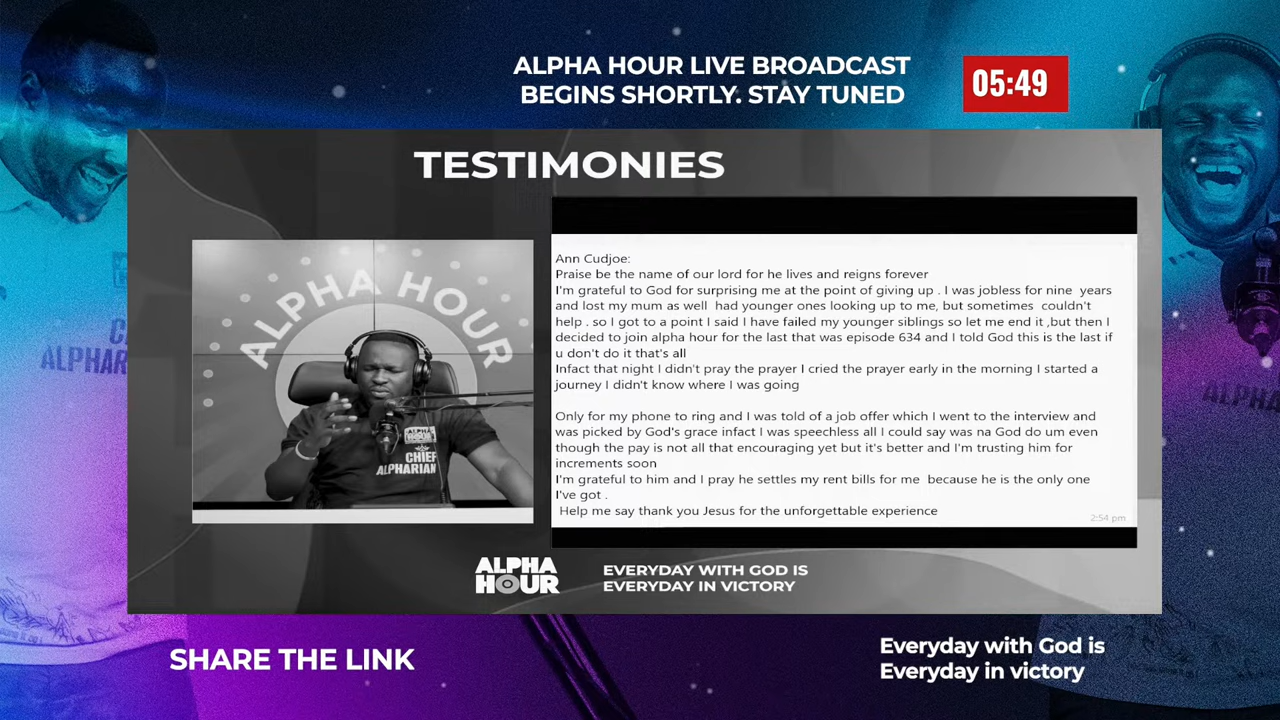 ALPHA HOUR LIVE BROADCAST
BEGINS SHORTLY. STAY TUNED
05:49
TESTIMONIES
ALPHA HOUR
ALPHA
HOUR
CHIEF
ALPHARIAN
Ann Cudjoe:
Praise be the name of our lord for he lives and reigns forever
I'm grateful to God for surprising me at the point of giving up . I was jobless for nine years
and lost my mum as well had younger ones looking up to me, but sometimes couldn't
help . so I got to a point I said I have failed my younger siblings so let me end it ,but then I
decided to join alpha hour for the last that was episode 634 and I told God this is the last if
u don't do it that's all
Infact that night I didn't pray the prayer I cried the prayer early in the morning I started a
journey I didn't know where I was going
Only for my phone to ring and I was told of a job offer which I went to the interview and
was picked by God's grace infact I was speechless all I could say was na God do um even
though the pay is not all that encouraging yet but it's better and I'm trusting him for
increments soon
I'm grateful to him and I pray he settles my rent bills for me because he is the only one
I've got .
Help me say thank you Jesus for the unforgettable experience
2:54 pm
ALPHA
HOUR
EVERYDAY WITH GOD IS
EVERYDAY IN VICTORY
SHARE THE LINK
Everyday with God is
Everyday in victory